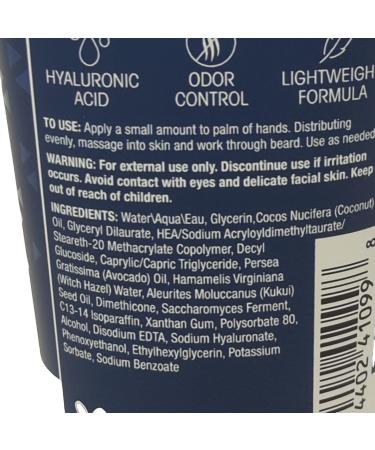 HYALURONIC
ACID
ODOR
CONTROL
LIGHTWEIGH
FORMULA
TO USE: Apply a small amount to palm of hands. Distributing
evenly, massage into skin and work through beard. Use as needed
WARNING: For external use only. Discontinue use if irritation
occurs. Avoid contact with eyes and delicate facial skin. Keep
out of reach of children.
INGREDIENTS: Water\Aqua\Eau, Glycerin,Cocos Nucifera (Coconut)
Oil, Glyceryl Dilaurate, HEA/Sodium Acryloyldimethyltaurate/
Steareth-20 Methacrylate Copolymer, Decyl
Glucoside, Caprylic/Capric Triglyceride, Persea
Gratissima (Avocado) Oil, Hamamelis Virginiana
(Witch Hazel) Water, Aleurites Moluccanus (Kukui)
Seed Oil, Dimethicone, Saccharomyces Ferment,
C13-14 Isoparaffin, Xanthan Gum, Polysorbate 80,
Alcohol, Disodium EDTA, Sodium Hyaluronate,
Phenoxyethanol, Ethylhexylglycerin, Potassium
Sorbate, Sodium Benzoate
4402 41099 8